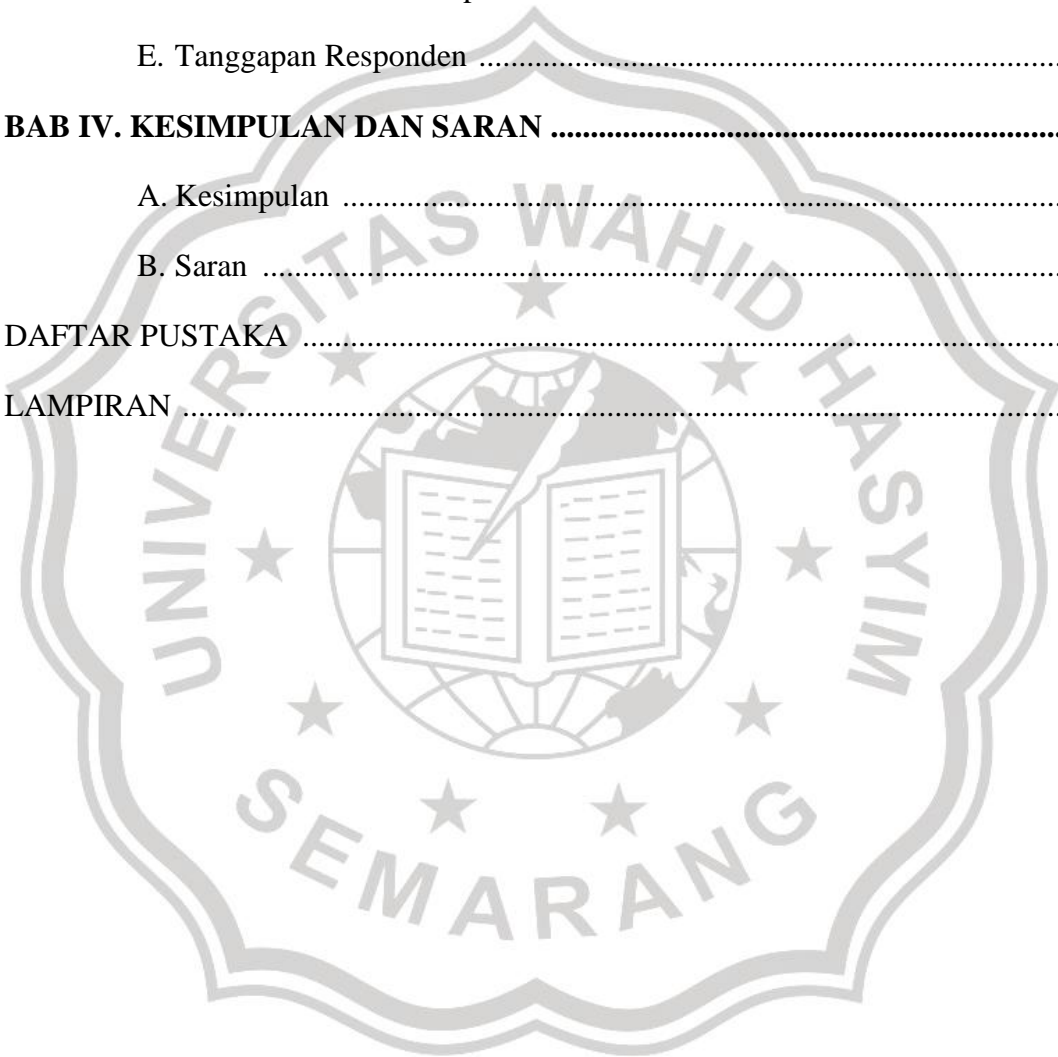 E. Tanggapan Responden ........................................................................
BAB IV. KESIMPULAN DAN SARAN .................................................................
A. Kesimpulan ........................................................................................
B. Saran ..................................................................................................
DAFTAR PUSTAKA ..............................................................................................
LAMPIRAN .............................................................................................................
UNIVERSITAS WAHID HASYIM
SEMARANG